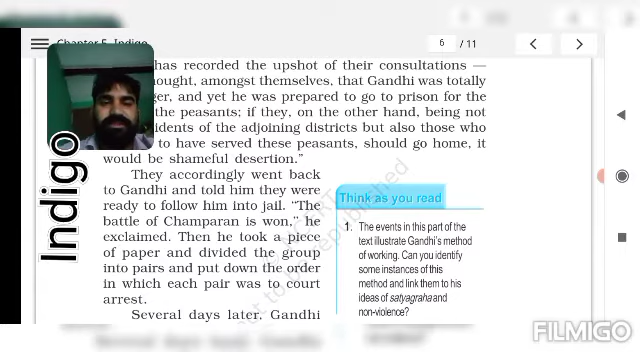 Chapter 5. Indigo
6 / 11
has recorded the upshot of their consultations —
amongst themselves, that Gandhi was totally
and yet he was prepared to go to prison for the
the peasants; if they, on the other hand, being not
of the adjoining districts but also those who
to have served these peasants, should go home, it
would be shameful desertion.”
They accordingly went back
to Gandhi and told him they were
ready to follow him into jail. “The
battle of Champaran is won,” he
exclaimed. Then he took a piece
of paper and divided the group
into pairs and put down the order
in which each pair was to court
arrest.
Several days later, Gandhi
Think as you read
1. The events in this part of the
text illustrate Gandhi's method
of working. Can you identify
some instances of this
method and link them to his
ideas of satyagraha and
non-violence?
Indigo
be republished
FILMIGO